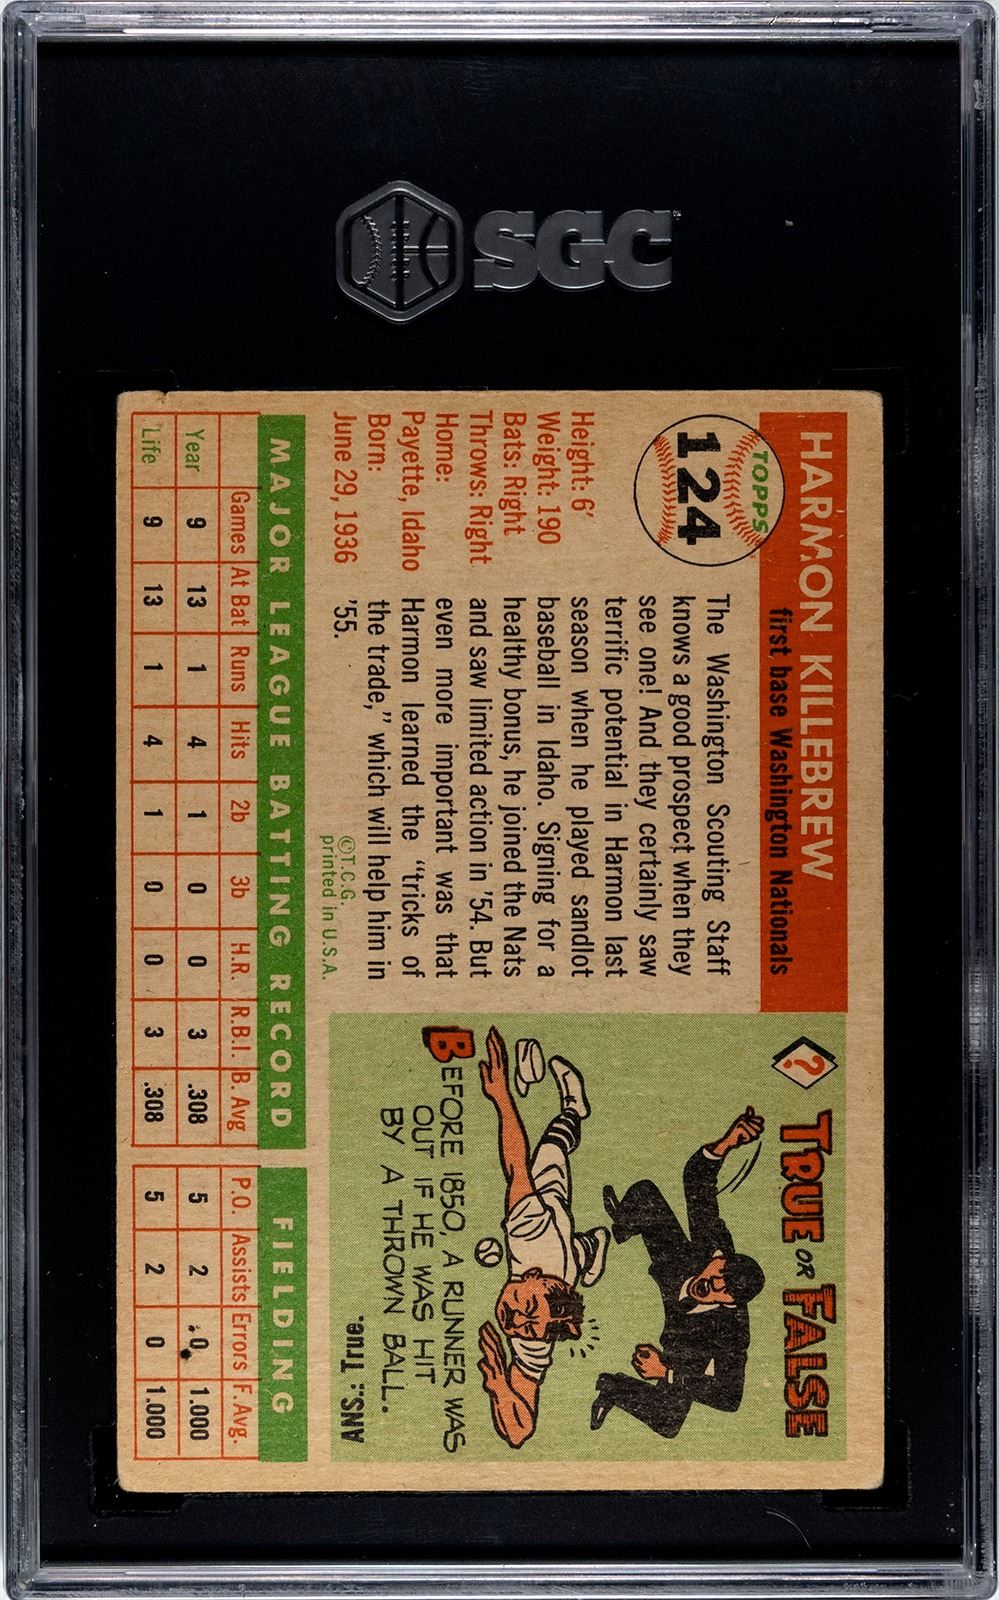 SGC
TOPPS
124
HARMON KILLEBREW
first base Washington Nationals
Height: 6'
Weight: 190
Bats: Right
Throws: Right
Home:
Payette, Idaho
Born:
June 29, 1936
The Washington Scouting Staff
knows a good prospect when they
see one! And they certainly saw
terrific potential in Harmon last
season when he played sandlot
baseball in Idaho. Signing for a
healthy bonus, he joined the Nats
and saw limited action in '54. But
even more important was that
Harmon learned the "tricks of
the trade," which will help him in
'55.
©T.C.G.
printed in U.S.A.
?
TRUE OR FALSE
BEFORE 1850, A RUNNER WAS
OUT IF HE WAS HIT
BY A THROWN BALL.
ANS.: True.
MAJOR LEAGUE BATTING RECORD FIELDING
Games At Bat Runs Hits 2b 3b H.R. R.B.I. B. Avg P.O. Assists Errors F. Avg.
Year 9 13 1 4 1 0 0 3 .308 5 2 0 1.000
Life 9 13 1 4 1 0 0 3 .308 5 2 0 1.000